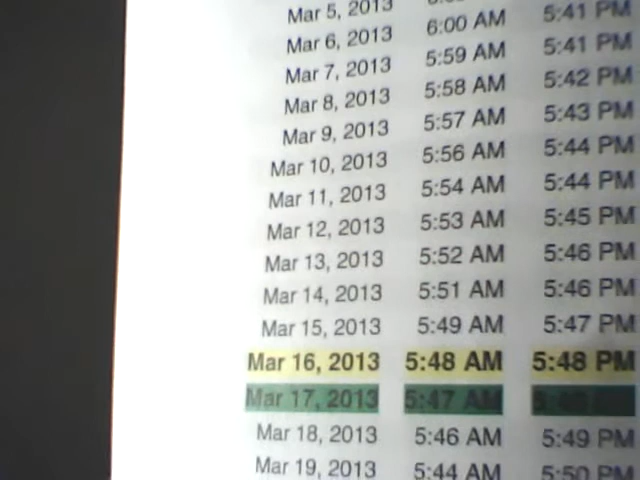 Mar 5, 2013
Mar 6, 2013 6:00 AM 5:41 PM
Mar 7, 2013 5:59 AM 5:41 PM
Mar 8, 2013 5:58 AM 5:42 PM
Mar 9, 2013 5:57 AM 5:43 PM
Mar 10, 2013 5:56 AM 5:44 PM
Mar 11, 2013 5:54 AM 5:44 PM
Mar 12, 2013 5:53 AM 5:45 PM
Mar 13, 2013 5:52 AM 5:46 PM
Mar 14, 2013 5:51 AM 5:46 PM
Mar 15, 2013 5:49 AM 5:47 PM
Mar 16, 2013 5:48 AM 5:48 PM
Mar 17, 2013 5:47 AM
Mar 18, 2013 5:46 AM 5:49 PM
Mar 19, 2013 5:44 AM 5:50 PM